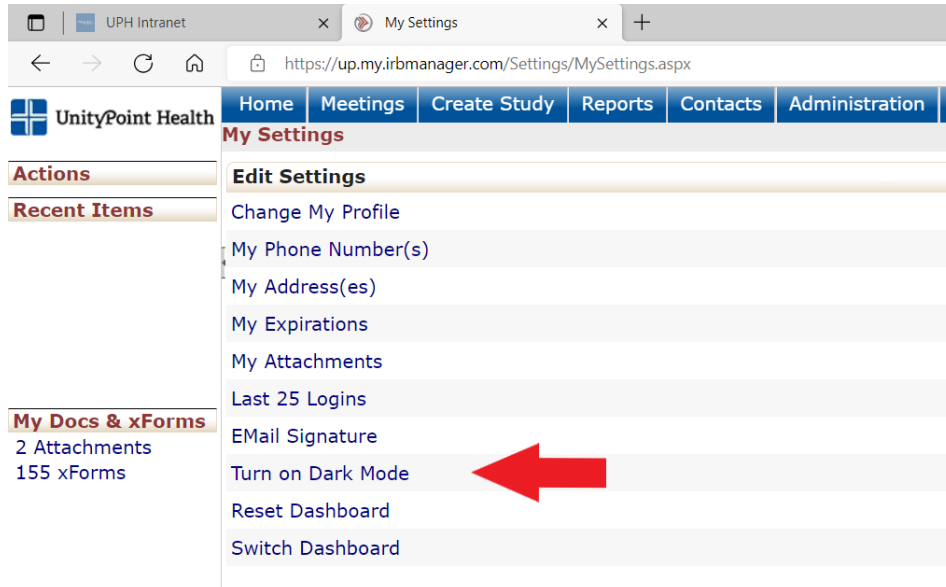 UPH Intranet
My Settings
https://up.my.irbmanager.com/Settings/MySettings.aspx
UnityPoint Health
Home Meetings Create Study Reports Contacts Administration
My Settings
Actions
Recent Items
My Docs & xForms
2 Attachments
155 xForms
Edit Settings
Change My Profile
My Phone Number(s)
My Address(es)
My Expirations
My Attachments
Last 25 Logins
EMail Signature
Turn on Dark Mode
Reset Dashboard
Switch Dashboard